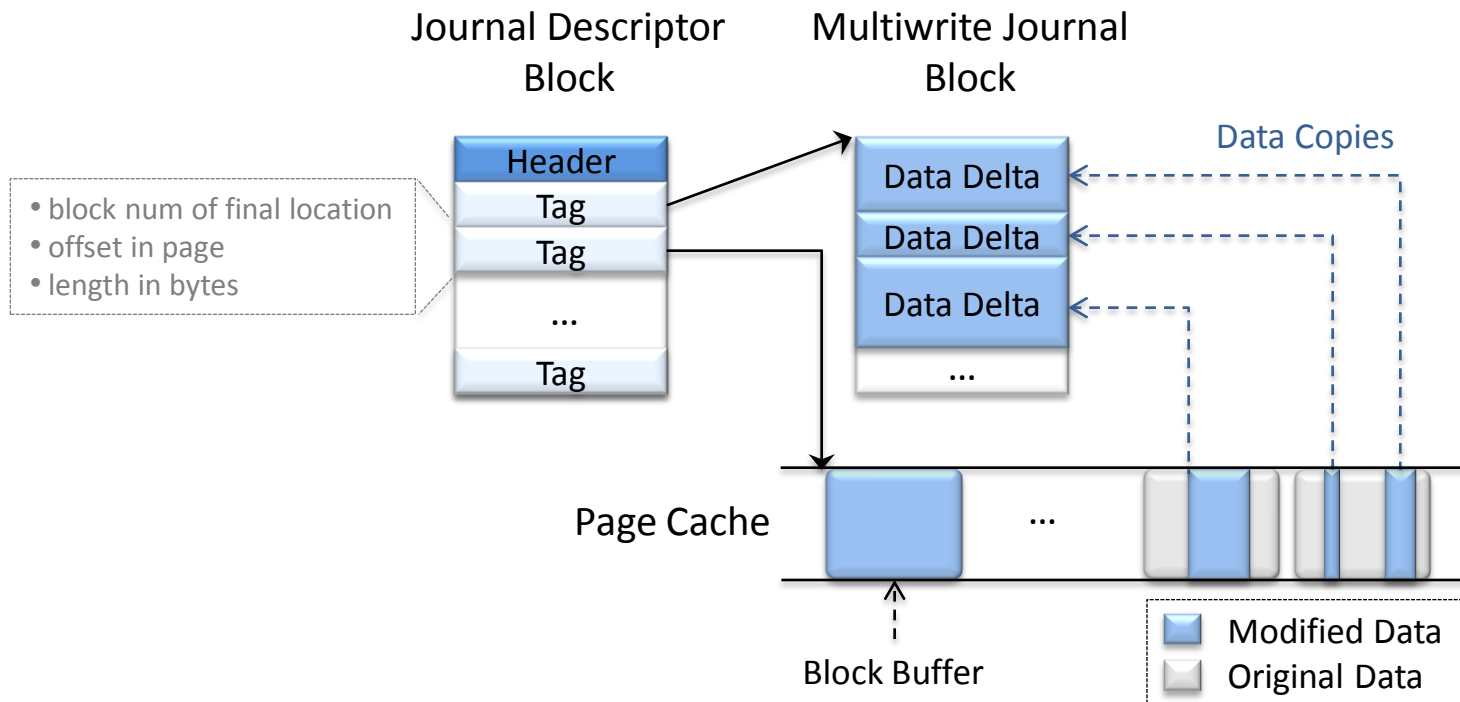 Journal Descriptor
Block
Multiwrite Journal
Block
Header
Tag
Tag
...
Tag
• block num of final location
• offset in page
• length in bytes
Data Delta
Data Delta
Data Delta
...
Data Copies
Page Cache
...
Block Buffer
Modified Data
Original Data